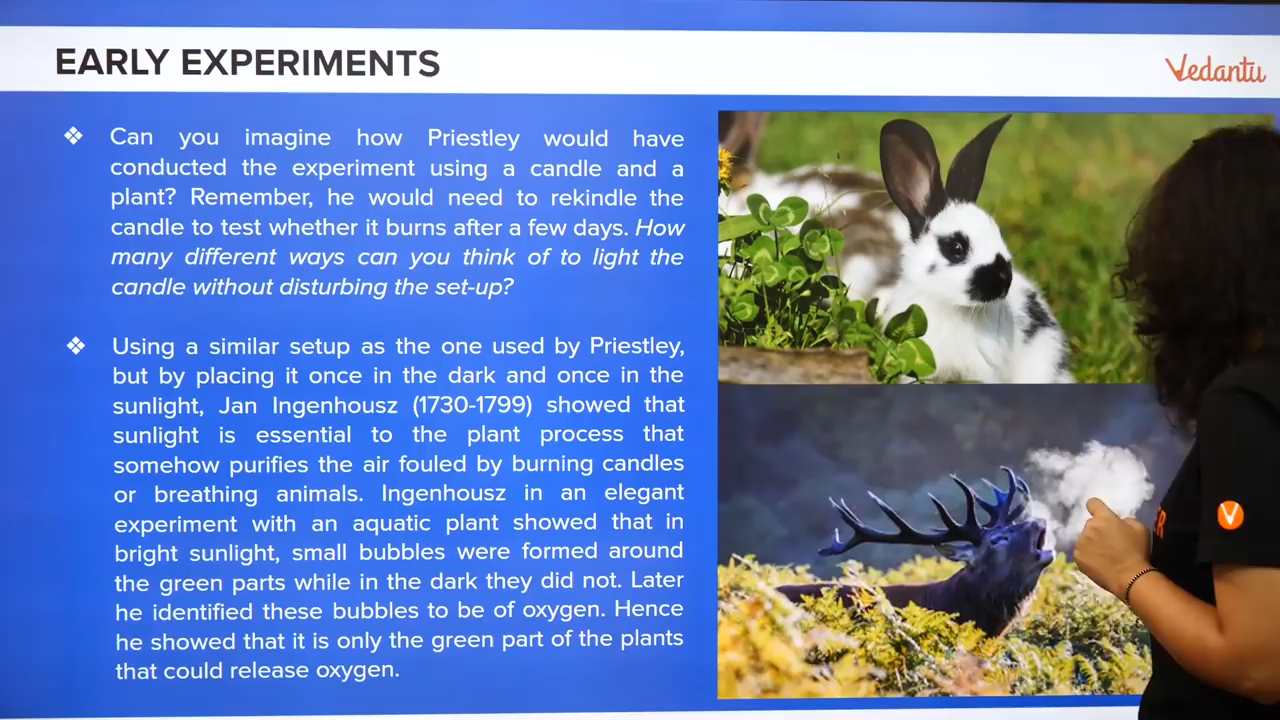 EARLY EXPERIMENTS
Vedantu
❖ Can you imagine how Priestley would have
conducted the experiment using a candle and a
plant? Remember, he would need to rekindle the
candle to test whether it burns after a few days. How
many different ways can you think of to light the
candle without disturbing the set-up?
❖ Using a similar setup as the one used by Priestley,
but by placing it once in the dark and once in the
sunlight, Jan Ingenhousz (1730-1799) showed that
sunlight is essential to the plant process that
somehow purifies the air fouled by burning candles
or breathing animals. Ingenhousz in an elegant
experiment with an aquatic plant showed that in
bright sunlight, small bubbles were formed around
the green parts while in the dark they did not. Later
he identified these bubbles to be of oxygen. Hence
he showed that it is only the green part of the plants
that could release oxygen.
V